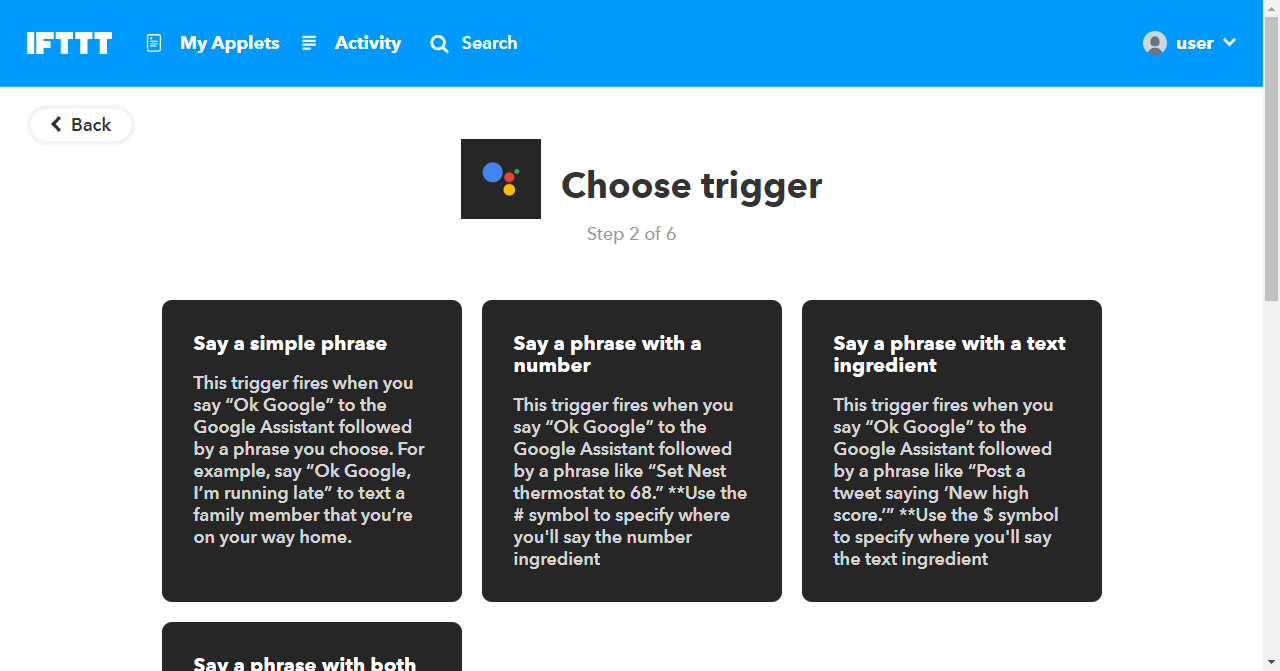 IFTTT My Applets Activity Search user
Back
Choose trigger
Step 2 of 6
Say a simple phrase
This trigger fires when you
say “Ok Google” to the
Google Assistant followed
by a phrase you choose. For
example, say “Ok Google,
I’m running late” to text a
family member that you’re
on your way home.
Say a phrase with a
number
This trigger fires when you
say “Ok Google” to the
Google Assistant followed
by a phrase like “Set Nest
thermostat to 68.” **Use the
# symbol to specify where
you'll say the number
ingredient
Say a phrase with a text
ingredient
This trigger fires when you
say “Ok Google” to the
Google Assistant followed
by a phrase like “Post a
tweet saying ‘New high
score.’” **Use the $ symbol
to specify where you'll say
the text ingredient
Say a phrase with both